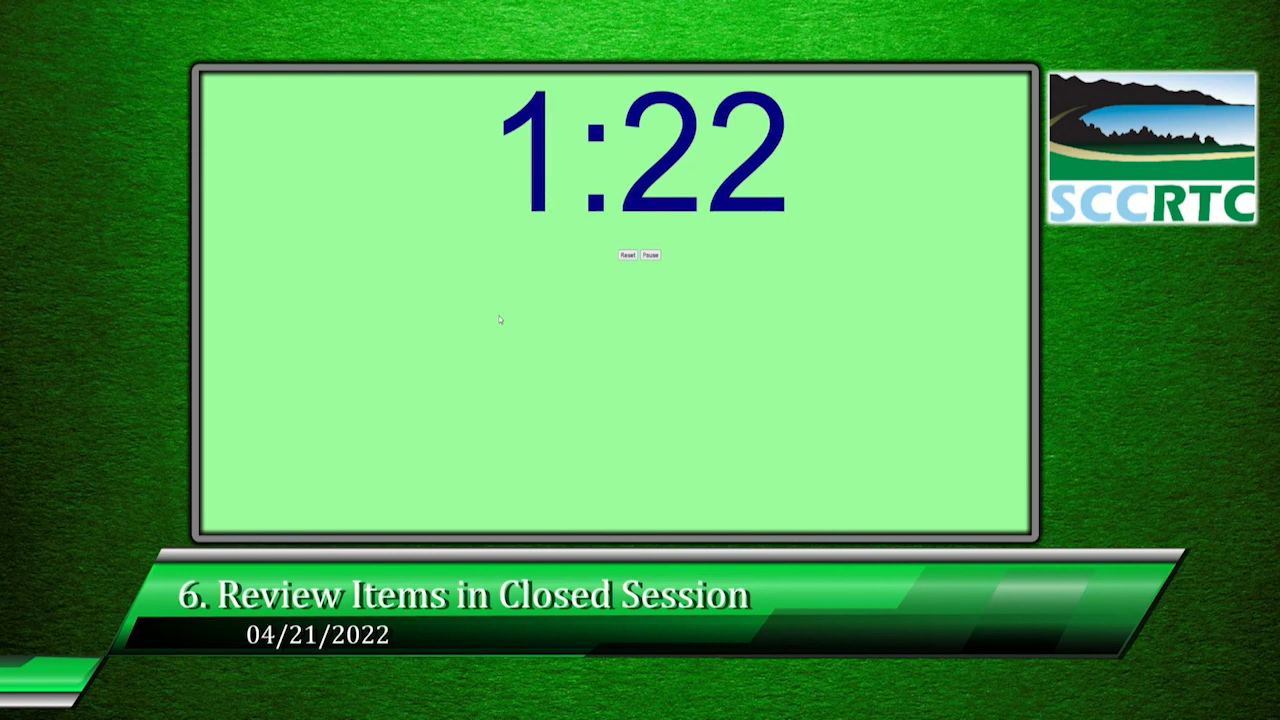 1:22
SCCRTC
Reset Pause
6. Review Items in Closed Session
04/21/2022